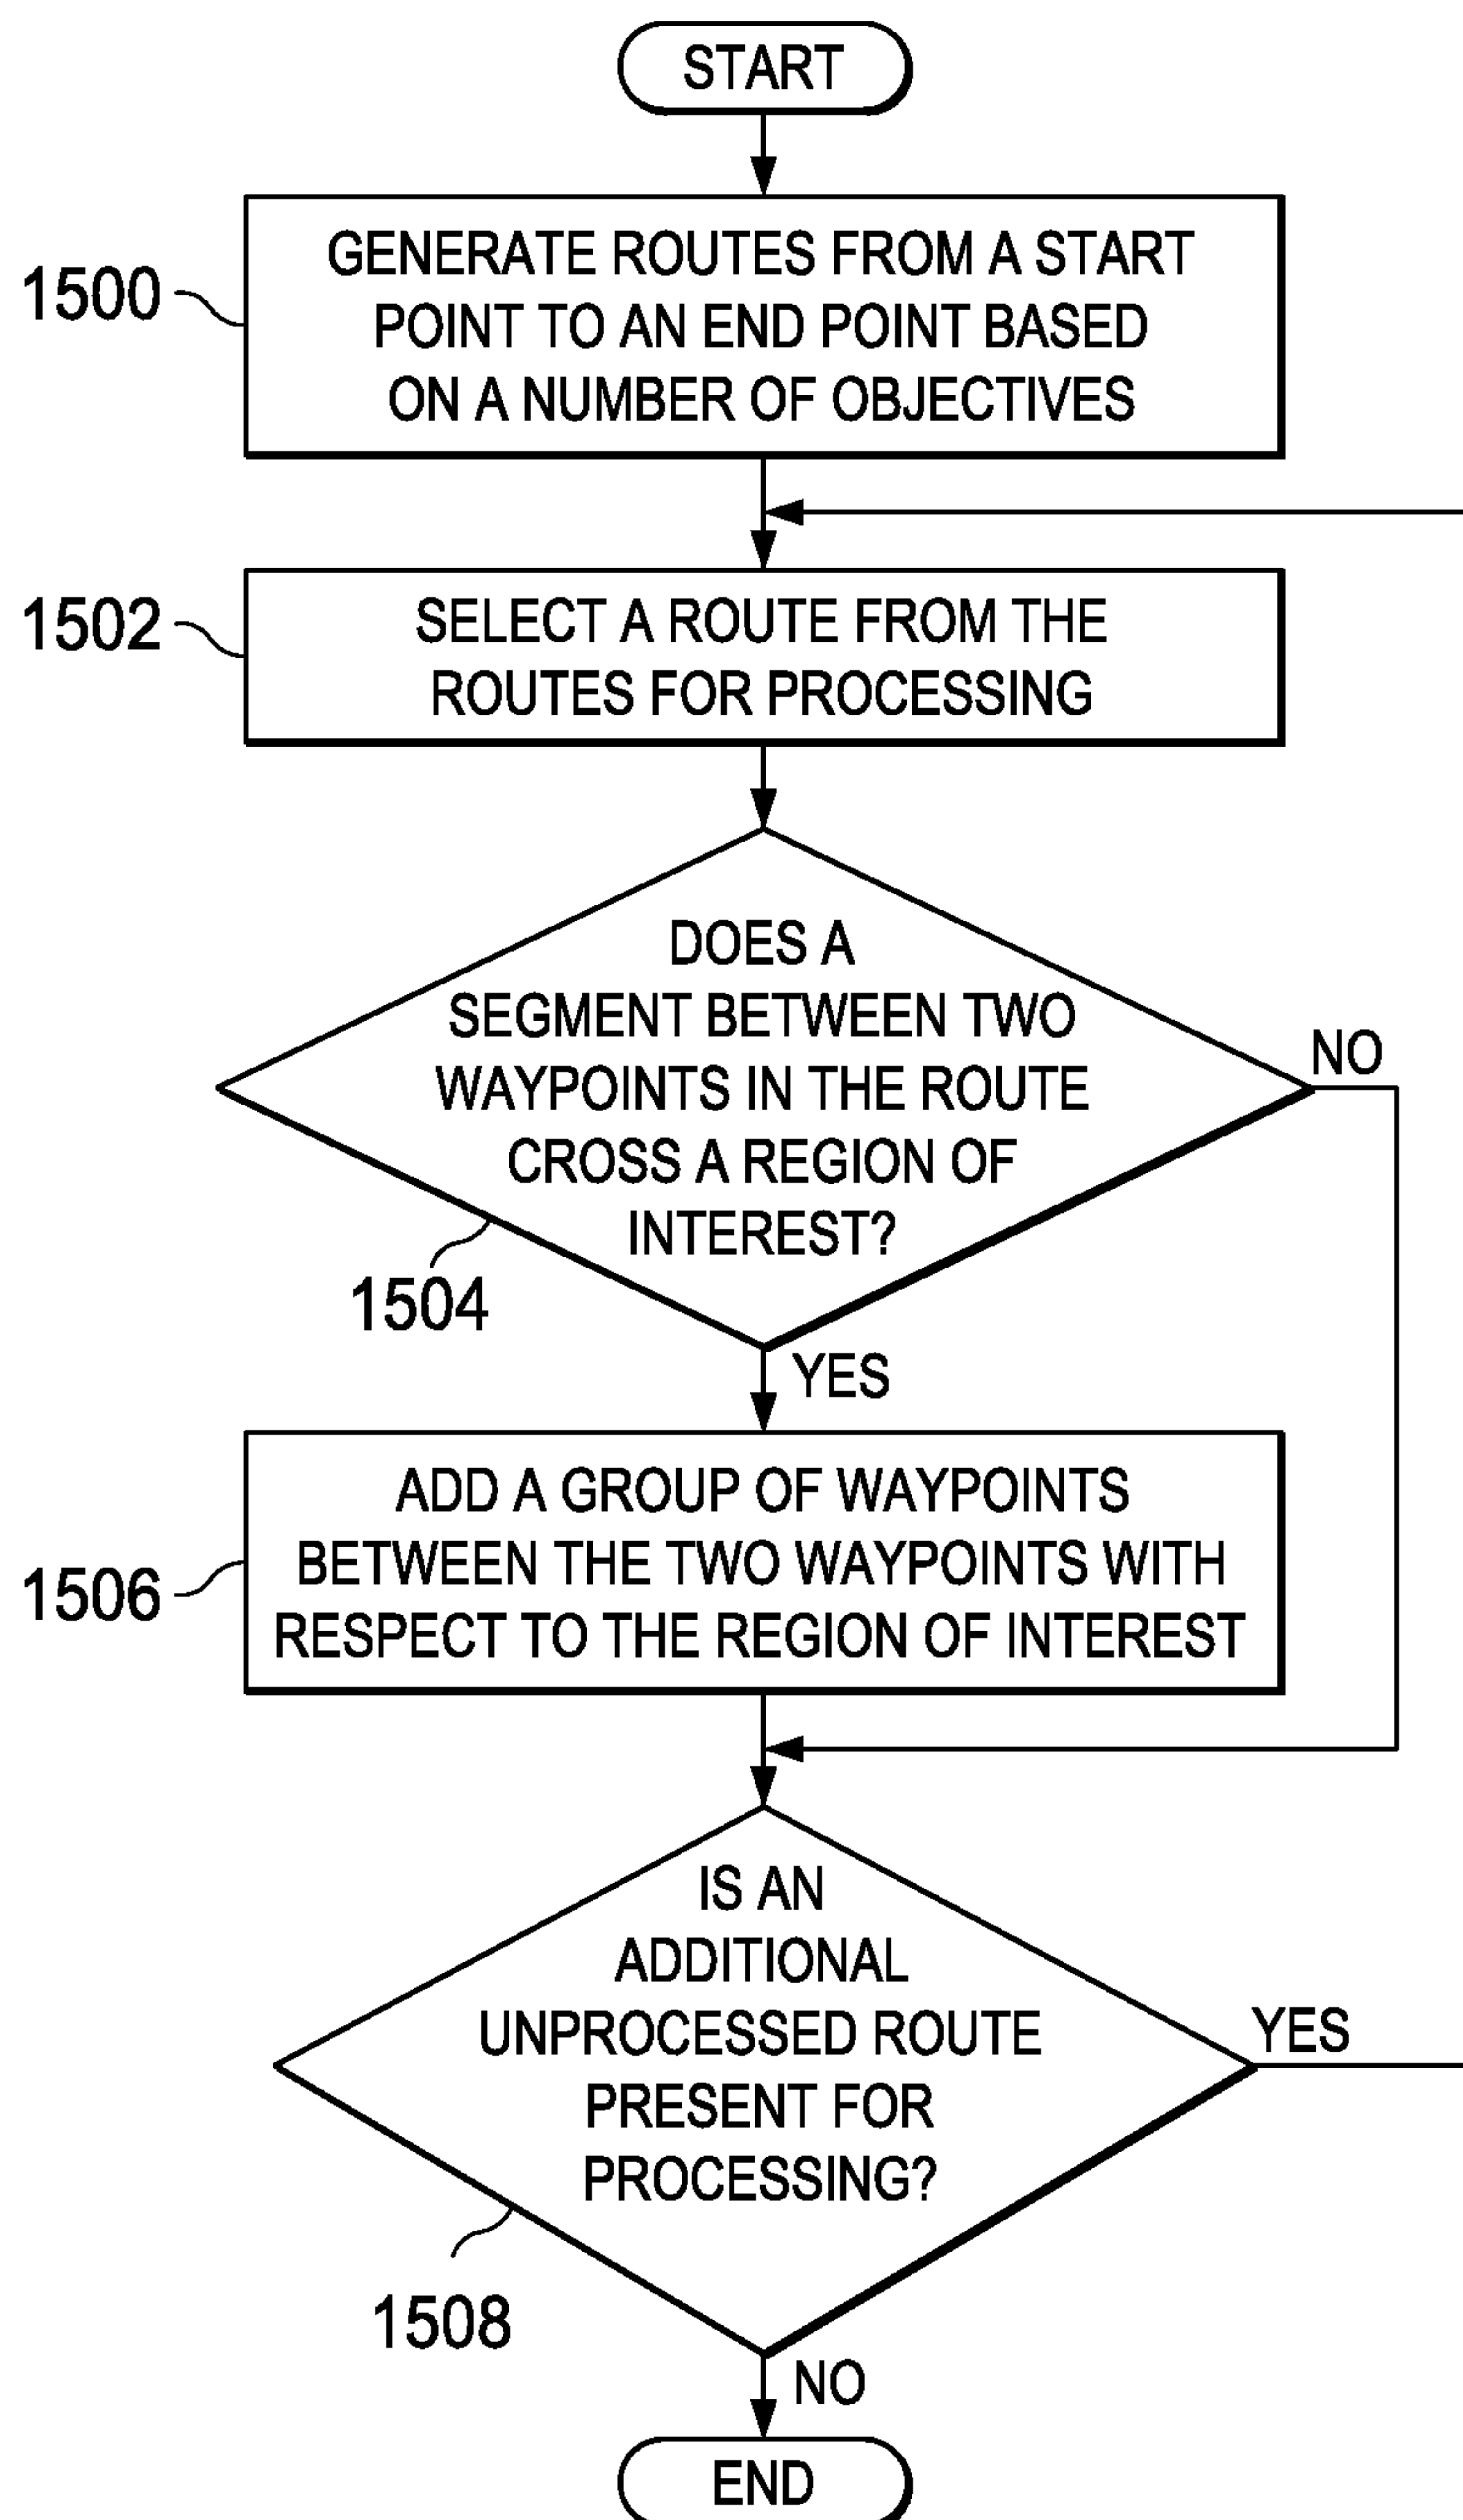 START
GENERATE ROUTES FROM A START
POINT TO AN END POINT BASED
ON A NUMBER OF OBJECTIVES
1500
SELECT A ROUTE FROM THE
ROUTES FOR PROCESSING
1502
DOES A
SEGMENT BETWEEN TWO
WAYPOINTS IN THE ROUTE
CROSS A REGION OF
INTEREST?
NO
1504
YES
ADD A GROUP OF WAYPOINTS
BETWEEN THE TWO WAYPOINTS WITH
RESPECT TO THE REGION OF INTEREST
1506
IS AN
ADDITIONAL
UNPROCESSED ROUTE
PRESENT FOR
PROCESSING?
YES
1508
NO
END